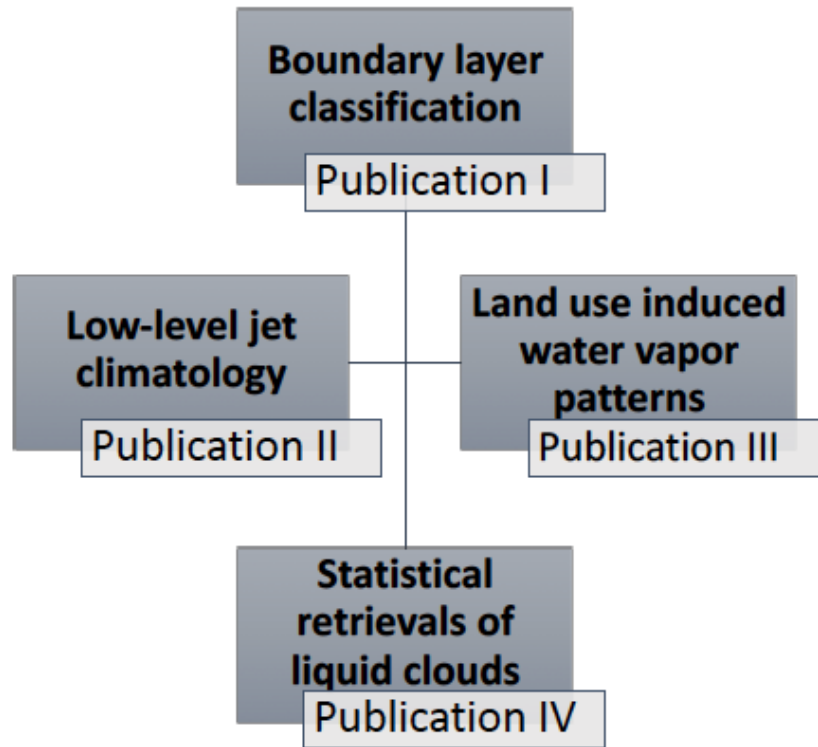 Boundary layer
classification
Publication I
Low-level jet
climatology
Publication II
Land use induced
water vapor
patterns
Publication III
Statistical
retrievals of
liquid clouds
Publication IV